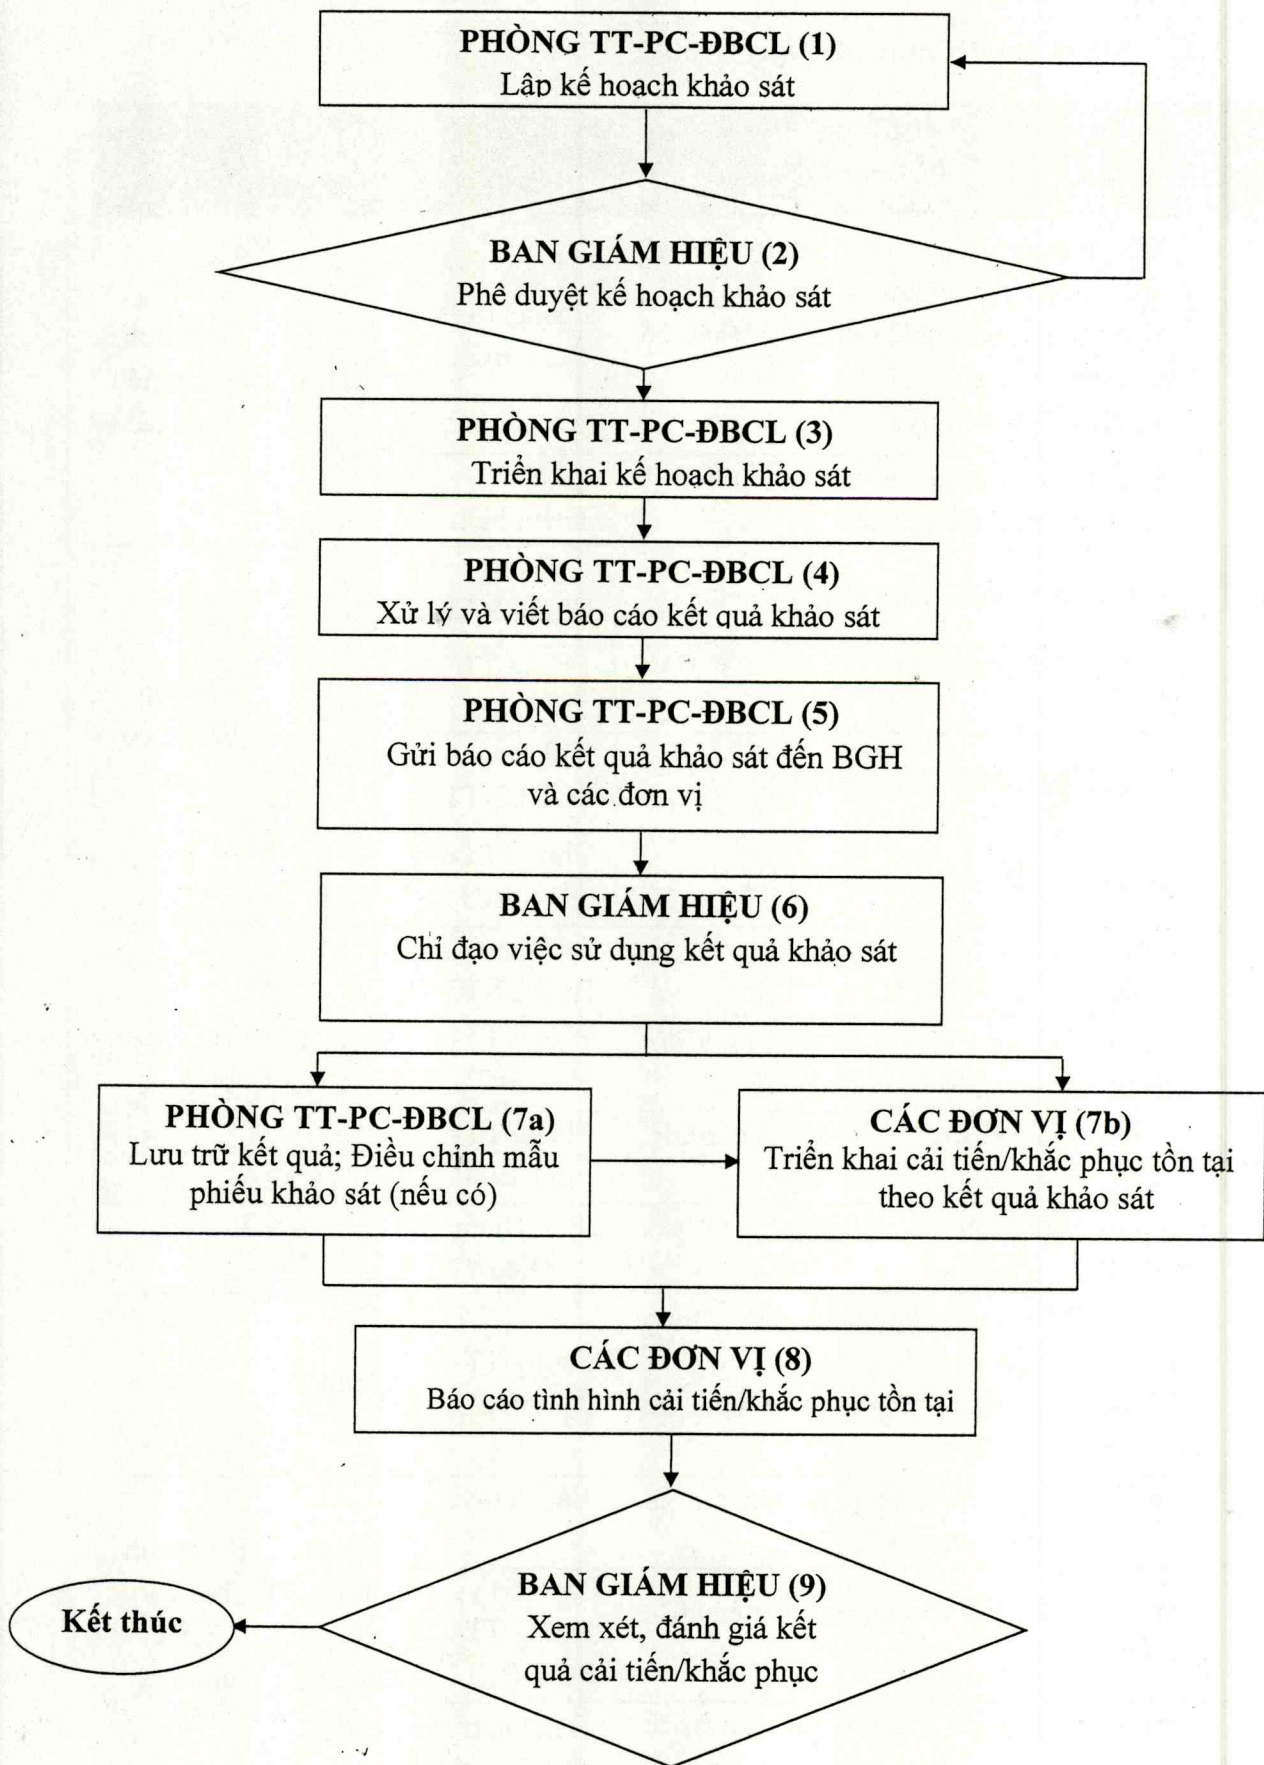 PHÒNG TT-PC-ĐBCL (1)
Lập kế hoạch khảo sát
BAN GIÁM HIỆU (2)
Phê duyệt kế hoạch khảo sát
PHÒNG TT-PC-ĐBCL (3)
Triển khai kế hoạch khảo sát
PHÒNG TT-PC-ĐBCL (4)
Xử lý và viết báo cáo kết quả khảo sát
PHÒNG TT-PC-ĐBCL (5)
Gửi báo cáo kết quả khảo sát đến BGH
và các đơn vị
BAN GIÁM HIỆU (6)
Chỉ đạo việc sử dụng kết quả khảo sát
PHÒNG TT-PC-ĐBCL (7a)
Lưu trữ kết quả; Điều chỉnh mẫu
phiếu khảo sát (nếu có)
CÁC ĐƠN VỊ (7b)
Triển khai cải tiến/khắc phục tồn tại
theo kết quả khảo sát
CÁC ĐƠN VỊ (8)
Báo cáo tình hình cải tiến/khắc phục tồn tại
BAN GIÁM HIỆU (9)
Xem xét, đánh giá kết
quả cải tiến/khắc phục
Kết thúc